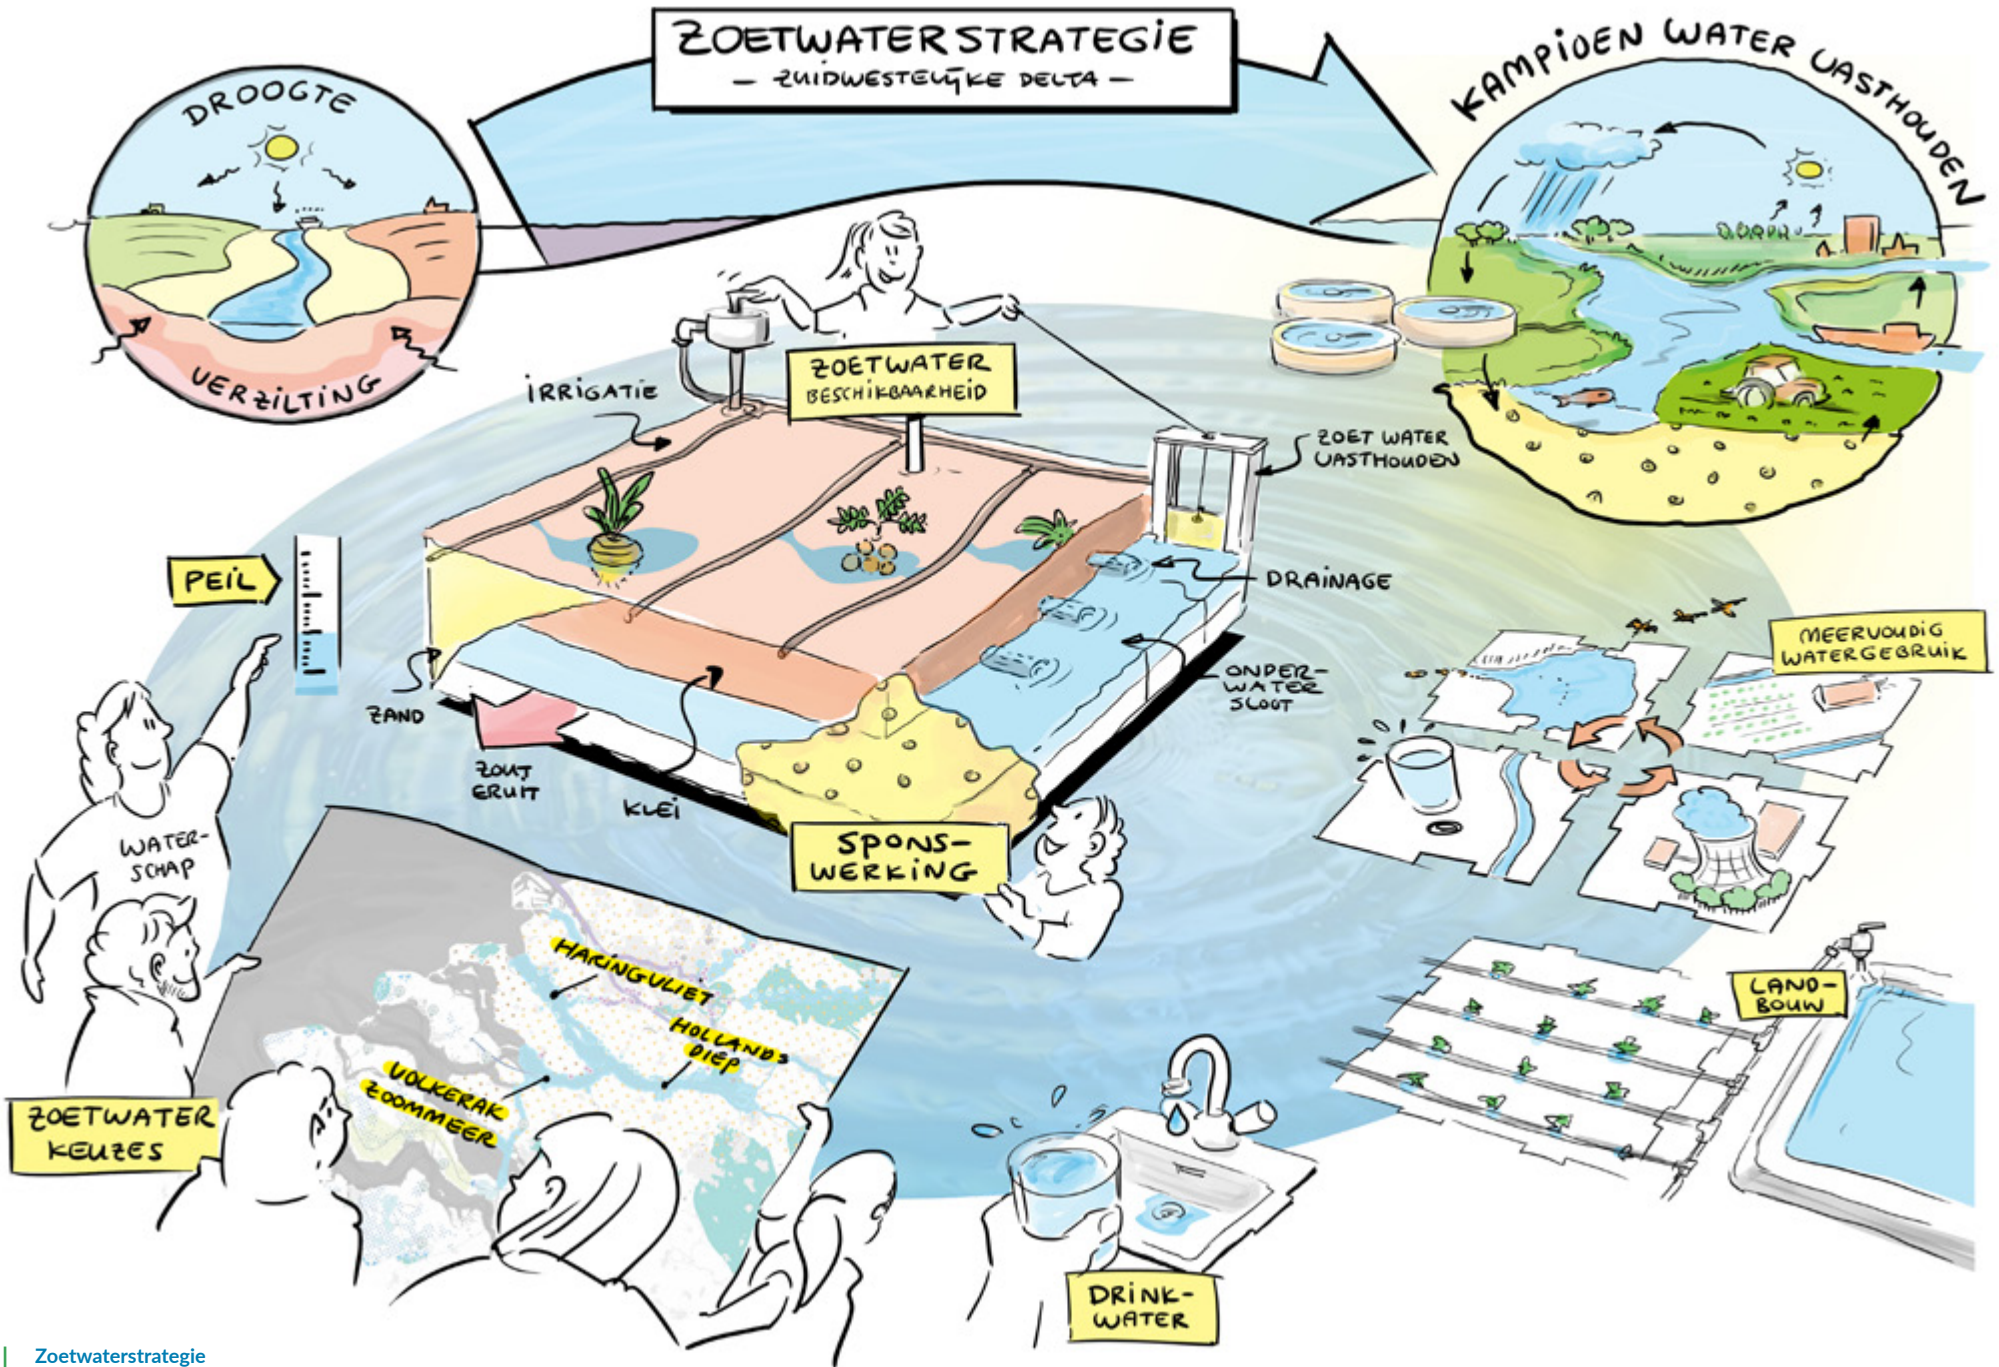 ZOETWATERSTRATEGIE
— ZUIDWESTELIJKE DELTA —
DROOGTE
VERZILTING
KAMPIOEN WATER VASTHOUDEN
IRRIGATIE
ZOETWATER
BESCHIKBAARHEID
ZOET WATER
VASTHOUDEN
PEIL
DRAINAGE
ONDER-
WATER
SLOOT
ZAND
ZOUT
ERUIT
KLEI
SPONS-
WERKING
MEERVOUDIG
WATERGEBRUIK
WATER-
SCHAP
HARINGVLIET
HOLLANDS
DIEP
VOLKERAK
ZOOMMEER
ZOETWATER
KEUZES
LAND-
BOUW
DRINK-
WATER
Zoetwaterstrategie